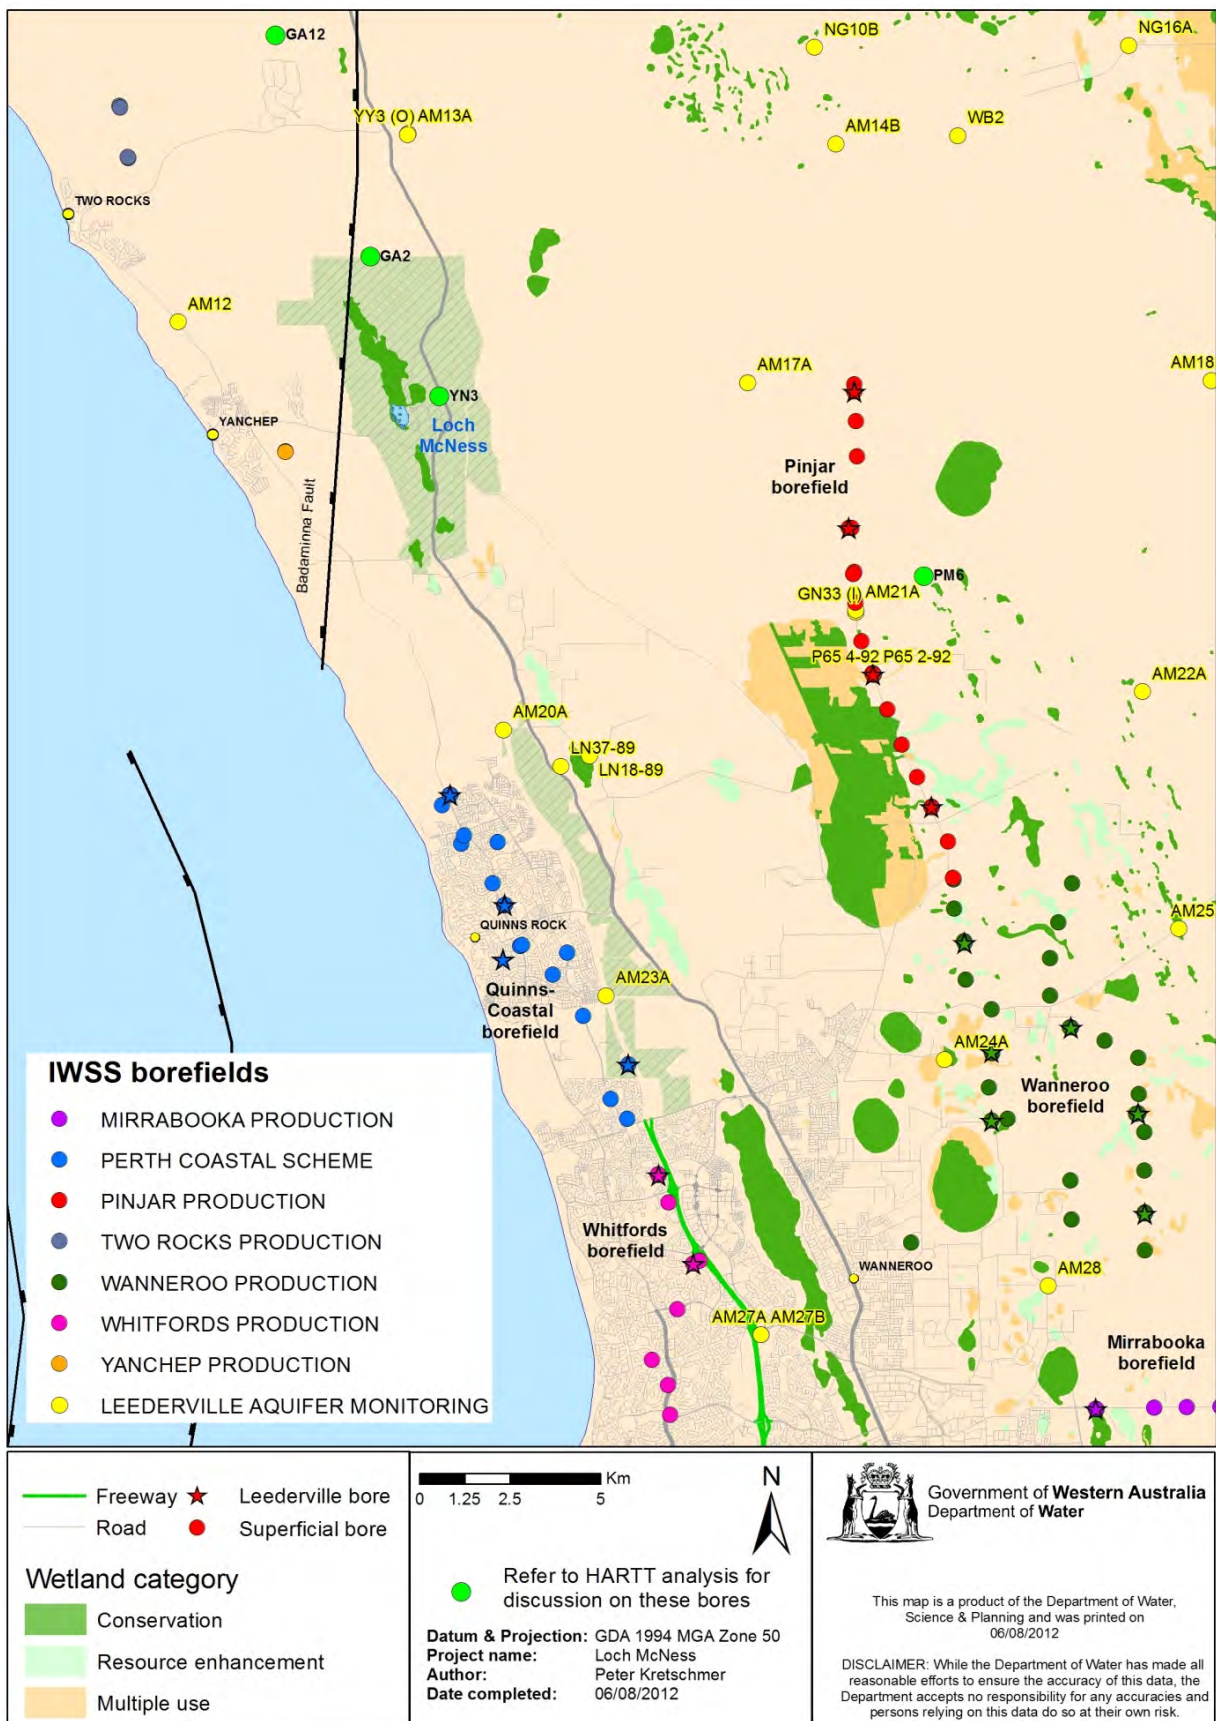 GA12
NG10B
NG16A
YY3 (O) AM13A
AM14B
WB2
TWO ROCKS
GA2
AM12
AM17A
AM18
YN3
Loch
McNess
YANCHEP
Pinjar
borefield
Badaminna Fault
PM6
GN33 (I) AM21A
P65 4-92 P65 2-92
AM22A
AM20A
LN37-89
LN18-89
AM25
QUINNS ROCK
AM23A
Quinns-
Coastal
borefield
AM24A
Wanneroo
borefield
Whitfords
borefield
WANNEROO
AM28
AM27A AM27B
Mirrabooka
borefield
IWSS borefields
MIRRABOOKA PRODUCTION
PERTH COASTAL SCHEME
PINJAR PRODUCTION
TWO ROCKS PRODUCTION
WANNEROO PRODUCTION
WHITFORDS PRODUCTION
YANCHEP PRODUCTION
LEEDERVILLE AQUIFER MONITORING
Freeway
Leederville bore
Road
Superficial bore
Wetland category
Conservation
Resource enhancement
Multiple use
Km
0 1.25 2.5 5
N
Refer to HARTT analysis for
discussion on these bores
Datum & Projection: GDA 1994 MGA Zone 50
Project name: Loch McNess
Author: Peter Kretschmer
Date completed: 06/08/2012
Government of Western Australia
Department of Water
This map is a product of the Department of Water,
Science & Planning and was printed on
06/08/2012
DISCLAIMER: While the Department of Water has made all
reasonable efforts to ensure the accuracy of this data, the
Department accepts no responsibility for any accuracies and
persons relying on this data do so at their own risk.